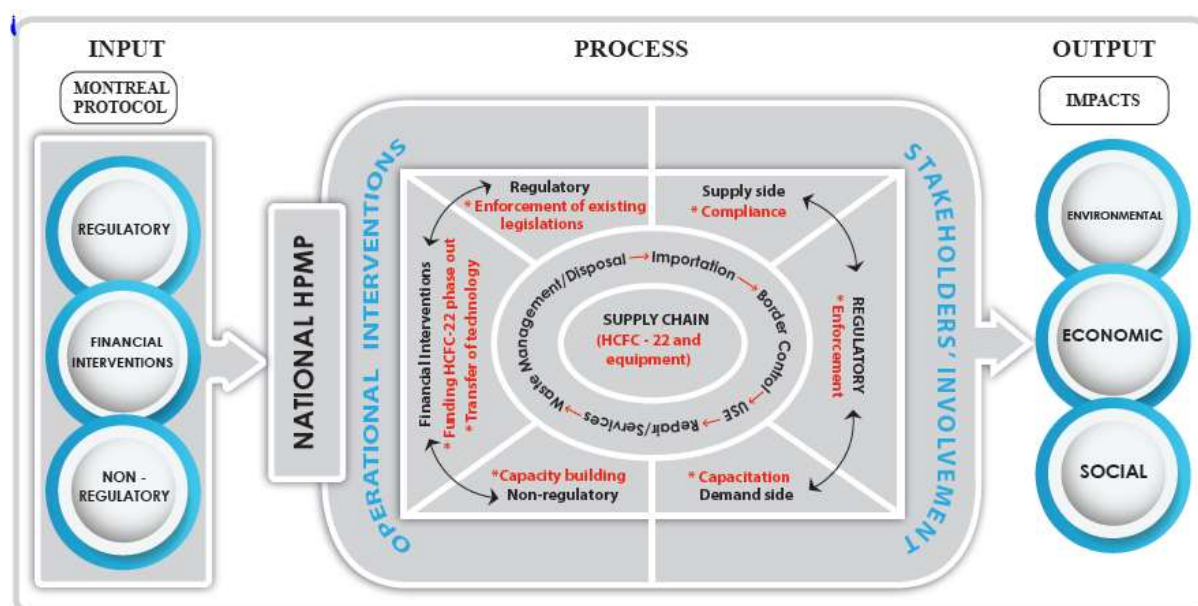 INPUT
MONTREAL
PROTOCOL
REGULATORY
FINANCIAL
INTERVENTIONS
NON -
REGULATORY
PROCESS
NATIONAL HPMP
OPERATIONAL INTERVENTIONS
Regulatory
* Enforcement of existing
legislations
Financial Interventions
* Funding HCFC-22 phase out
* Transfer of technology
*Capacity building
Non-regulatory
Supply side
* Compliance
REGULATORY
* Enforcement
* Capacitation
Demand side
Waste Management/Disposal → Importation → Border Control → USE → Repair/Services →
SUPPLY CHAIN
(HCFC - 22 and
equipment)
STAKEHOLDERS' INVOLVEMENT
OUTPUT
IMPACTS
ENVIRONMENTAL
ECONOMIC
SOCIAL